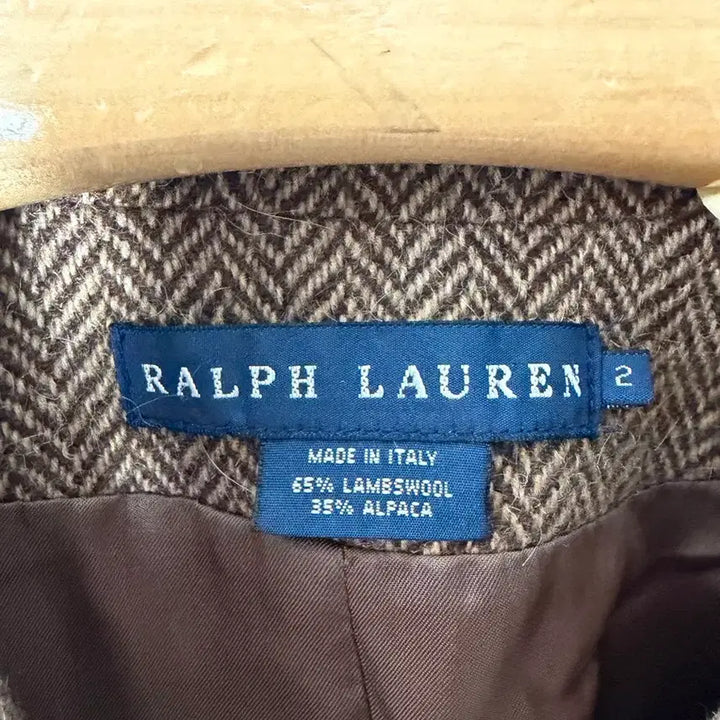 RALPH LAUREN 2
MADE IN ITALY
65% LAMBSWOOL
35% ALPACA